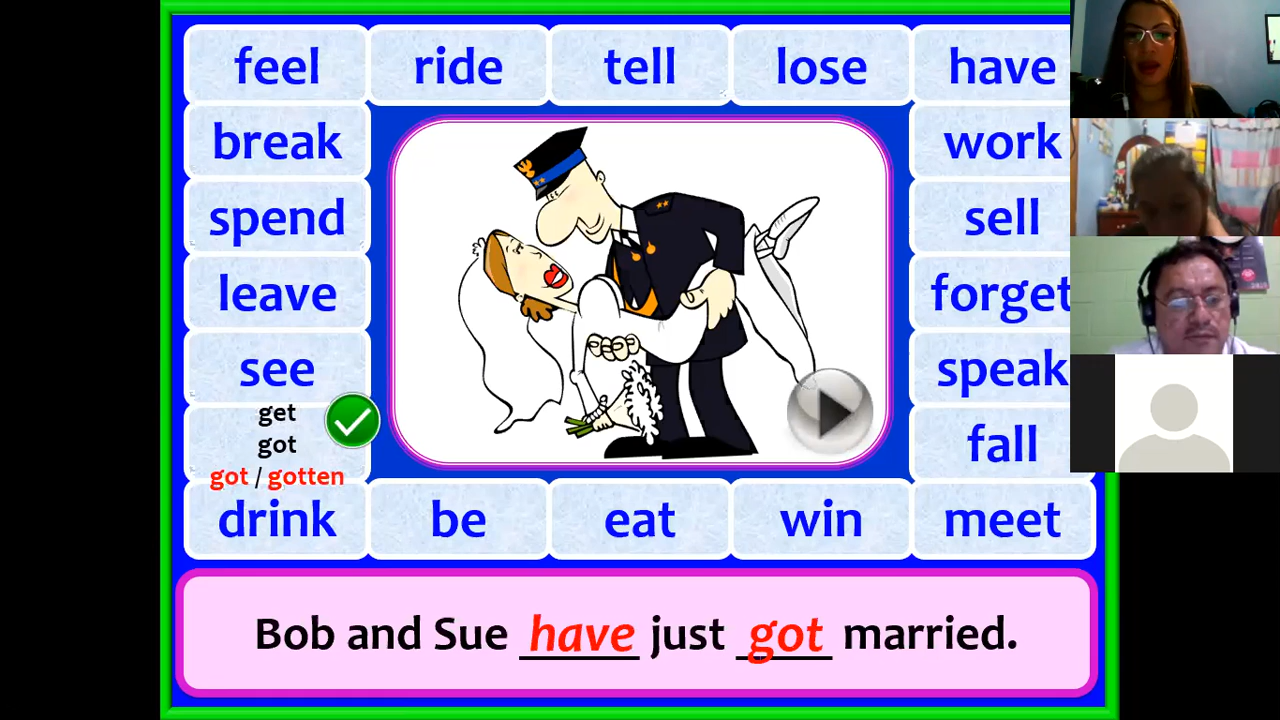 feel ride tell lose have
break work
spend sell
leave forget
see speak
get
got
got / gotten
fall
drink be eat win meet
Bob and Sue have just got married.